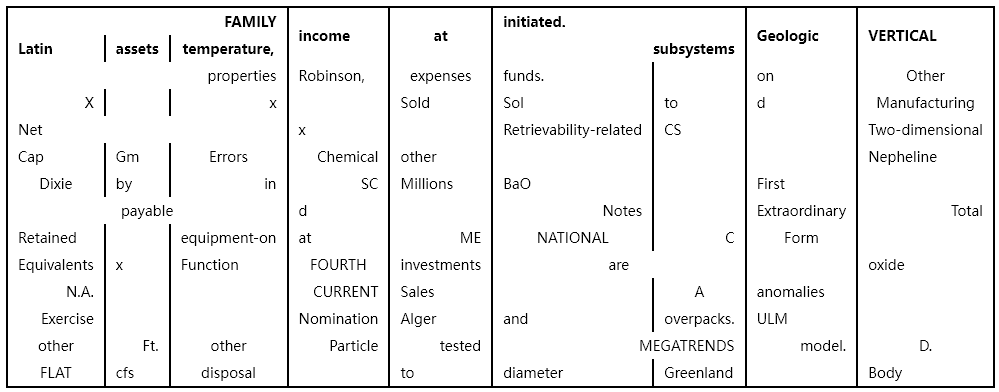 FAMILY income at initiated. Geologic VERTICAL
Latin assets temperature, subsystems
properties Robinson, expenses funds. on Other
X x Sold Sol to d Manufacturing
Net x Retrievability-related CS Two-dimensional
Cap Gm Errors Chemical other Nepheline
Dixie by in SC Millions BaO First
payable d Notes Extraordinary Total
Retained equipment-on at ME NATIONAL C Form
Equivalents x Function FOURTH investments are oxide
N.A. CURRENT Sales A anomalies
Exercise Nomination Alger and overpacks. ULM
other Ft. other Particle tested MEGATRENDS model. D.
FLAT cfs disposal to diameter Greenland Body